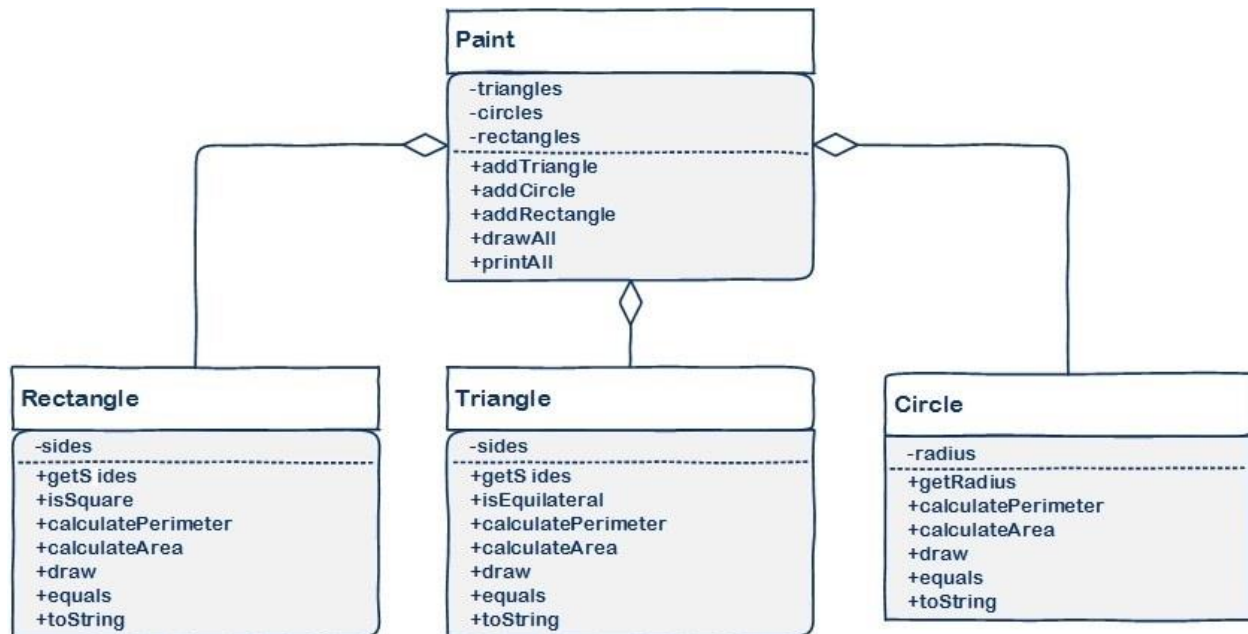 Paint
-triangles
-circles
-rectangles
+addTriangle
+addCircle
+addRectangle
+drawAll
+printAll
Rectangle
-sides
+getS ides
+isSquare
+calculatePerimeter
+calculateArea
+draw
+equals
+toString
Triangle
-sides
+getS ides
+isEquilateral
+calculatePerimeter
+calculateArea
+draw
+equals
+toString
Circle
-radius
+getRadius
+calculatePerimeter
+calculateArea
+draw
+equals
+toString